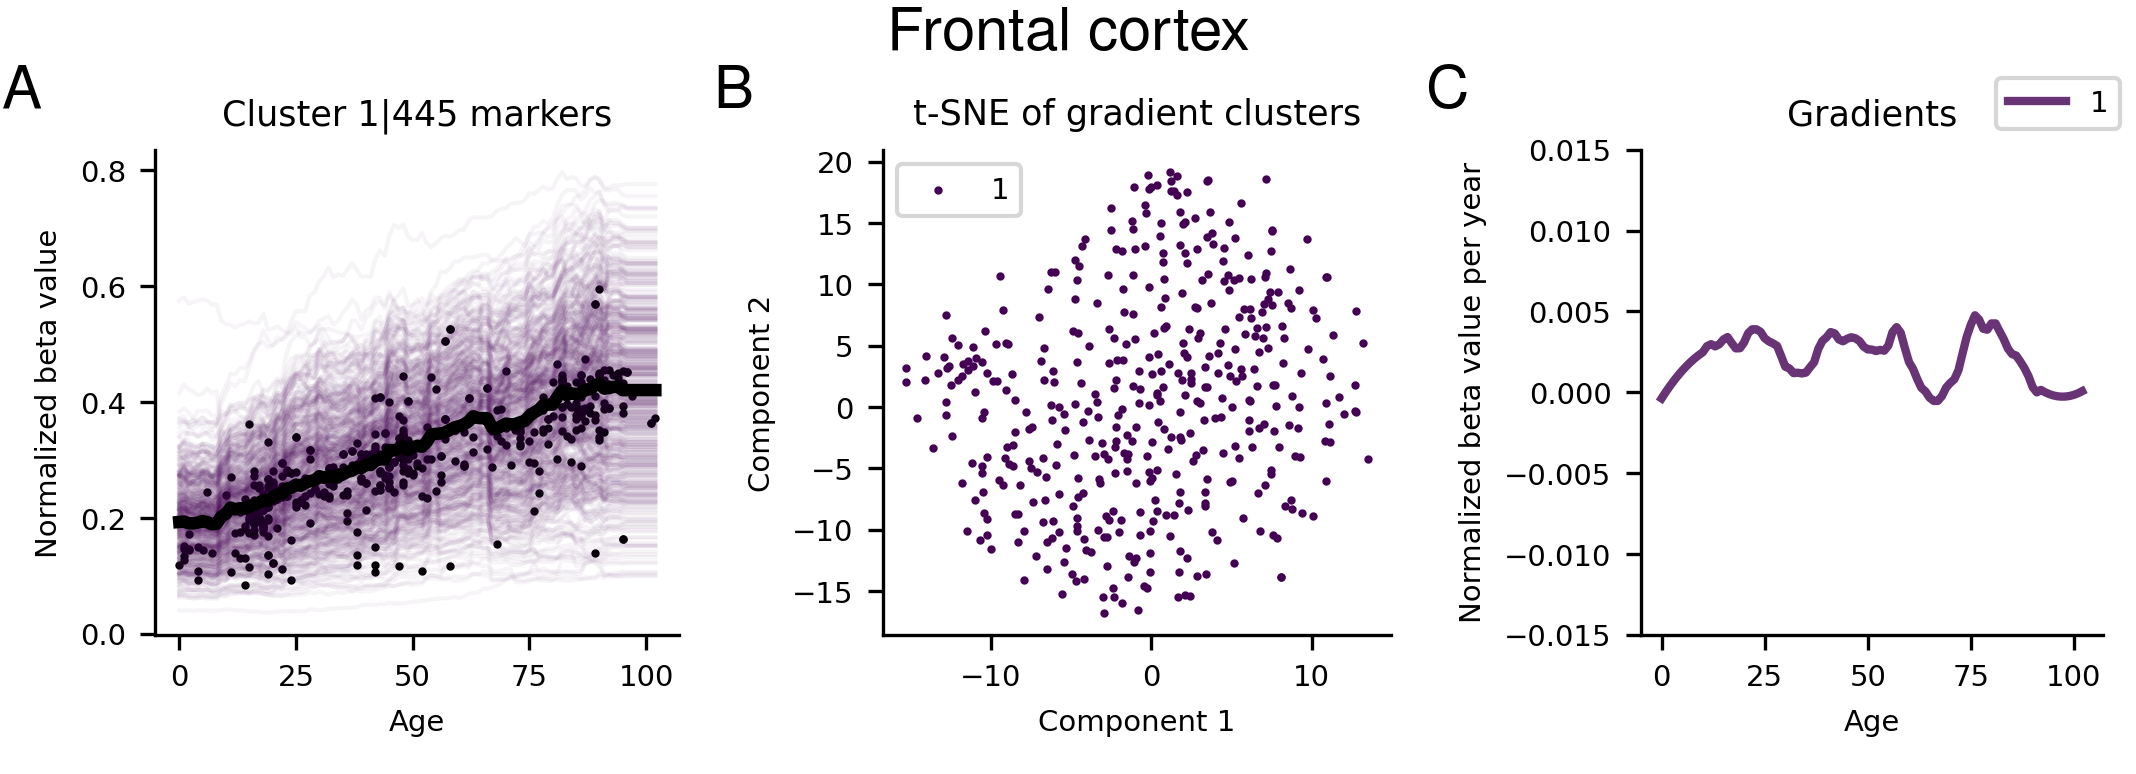 Frontal cortex
A
Cluster 1|445 markers
Normalized beta value
0.8
0.6
0.4
0.2
0.0
0 25 50 75 100
Age
B
t-SNE of gradient clusters
1
Component 2
20
15
10
5
0
−5
−10
−15
−10 0 10
Component 1
C
Gradients
1
Normalized beta value per year
0.015
0.010
0.005
0.000
−0.005
−0.010
−0.015
0 25 50 75 100
Age